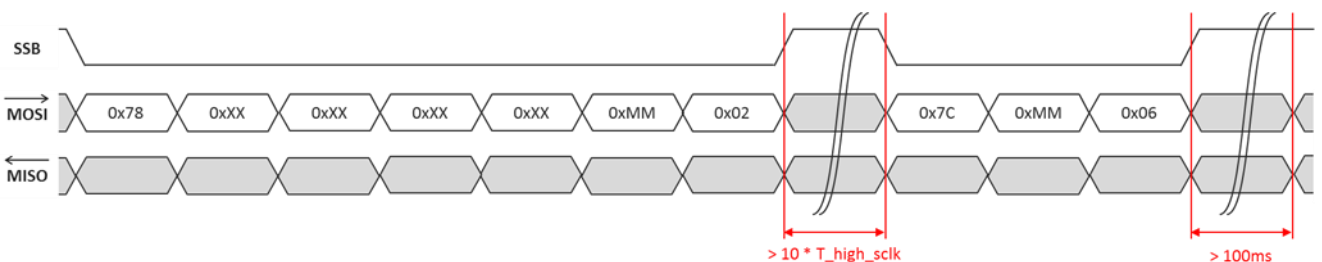 SSB
MOSI 0x78 0xXX 0xXX 0xXX 0xXX 0xMM 0x02 0x7C 0xMM 0x06
MISO
> 10 * T_high_sclk > 100ms